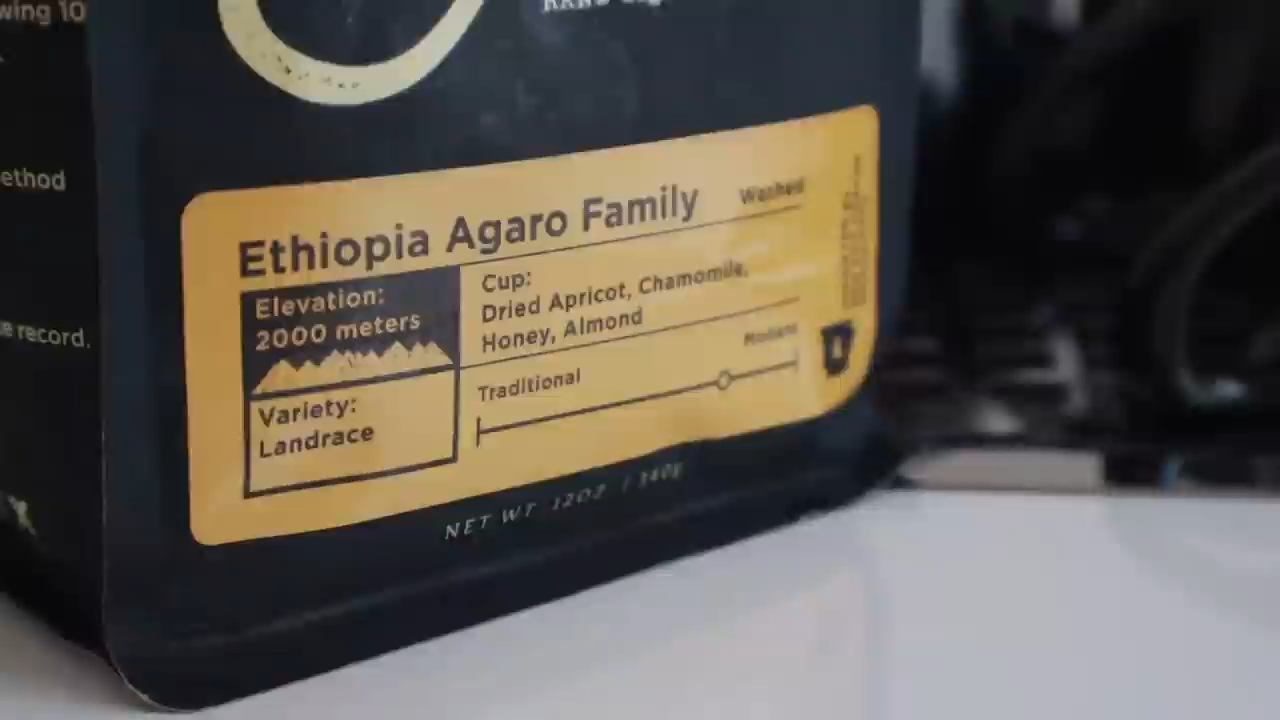 wing 10
ethod
e record.
Ethiopia Agaro Family
Washed
Elevation:
2000 meters
Variety:
Landrace
Cup:
Dried Apricot, Chamomile,
Honey, Almond
Traditional
Modern
NET WT 12OZ / 340g